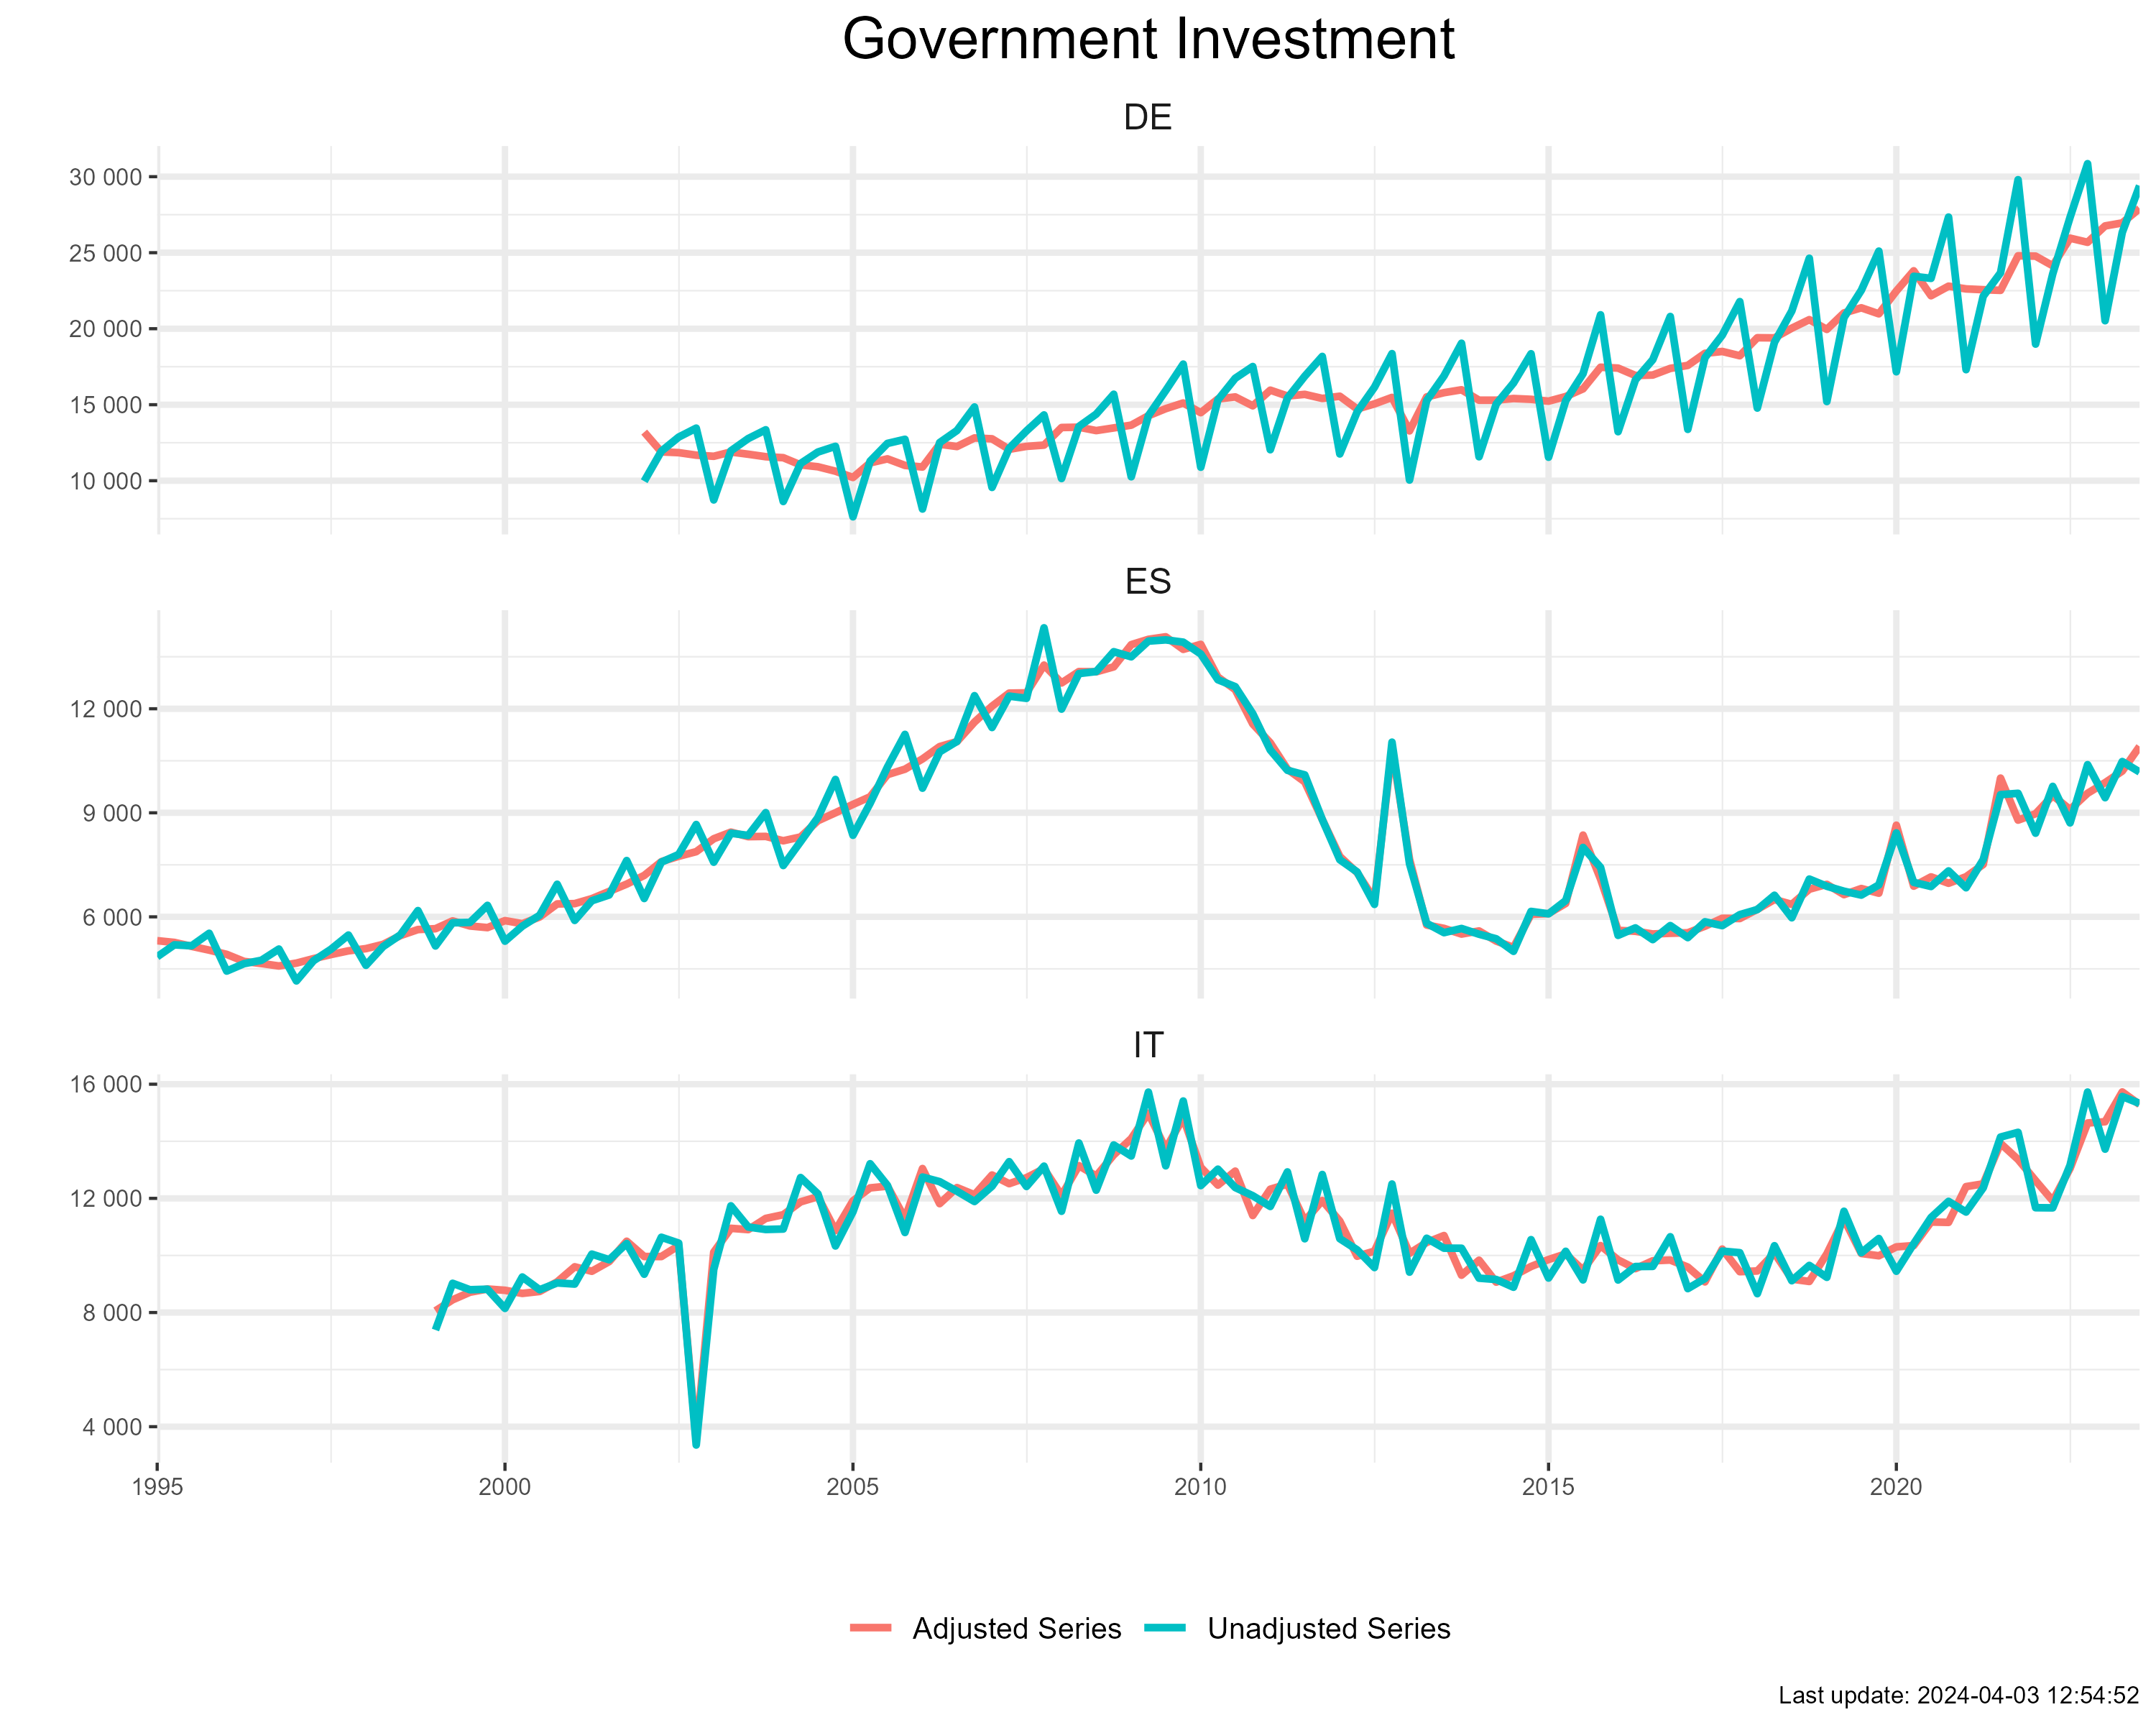 Government Investment
DE
30 000
25 000
20 000
15 000
10 000
ES
12 000
9 000
6 000
IT
16 000
12 000
8 000
4 000
1995 2000 2005 2010 2015 2020
Adjusted Series Unadjusted Series
Last update: 2024-04-03 12:54:52